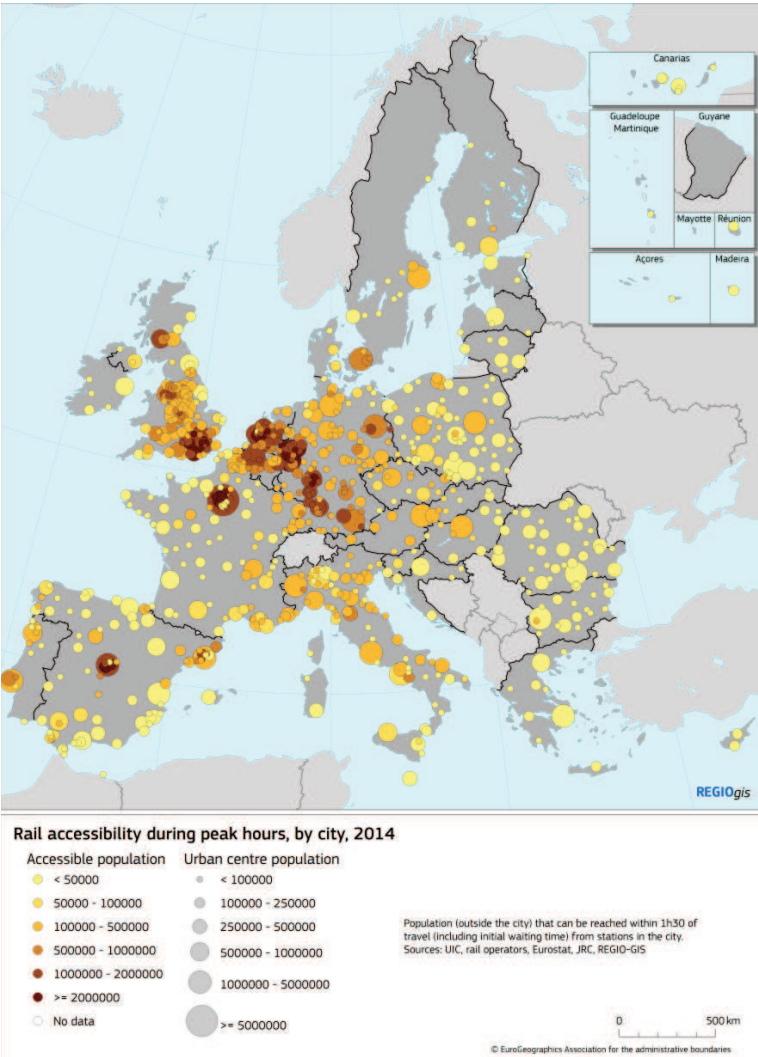 Canarias
Guadeloupe
Martinique
Guyane
Mayotte
Réunion
Açores
Madeira
REGIOgis
Rail accessibility during peak hours, by city, 2014
Accessible population
< 50000
50000 - 100000
100000 - 500000
500000 - 1000000
1000000 - 2000000
>= 2000000
No data
Urban centre population
< 100000
100000 - 250000
250000 - 500000
500000 - 1000000
1000000 - 5000000
>= 5000000
Population (outside the city) that can be reached within 1h30 of
travel (including initial waiting time) from stations in the city.
Sources: UIC, rail operators, Eurostat, JRC, REGIO-GIS
0 500 km
© EuroGeographics Association for the administrative boundaries